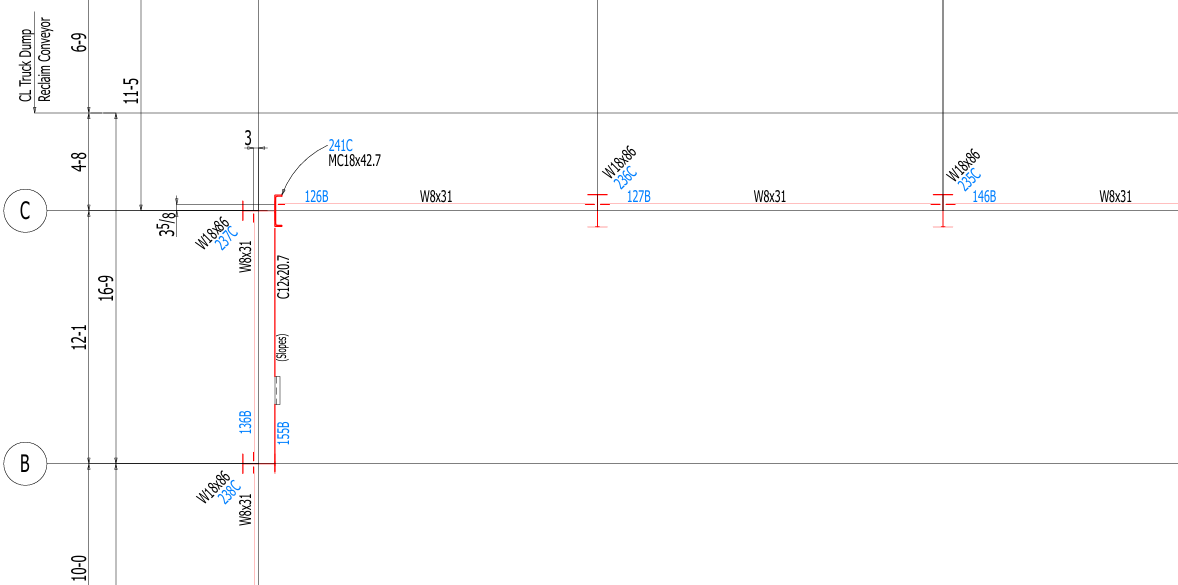 CL Truck Dump
Reclaim Conveyor
6-9
11-5
4-8
3
241C
MC18x42.7
W18x86
236C
W18x86
235C
126B
W8x31
127B
W8x31
146B
W8x31
C
35/8
W18x86
237C
W8x31
C12x20.7
16-9
12-1
(Slopes)
136B
155B
B
W18x86
238C
W8x31
10-0